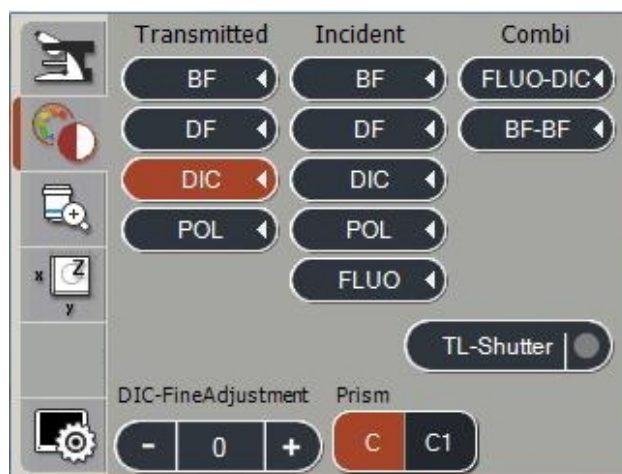 Transmitted Incident Combi
BF BF FLUO-DIC
DF DF BF-BF
DIC DIC
POL POL
FLUO
x Z
y
TL-Shutter
DIC-FineAdjustment Prism
- 0 + C C1